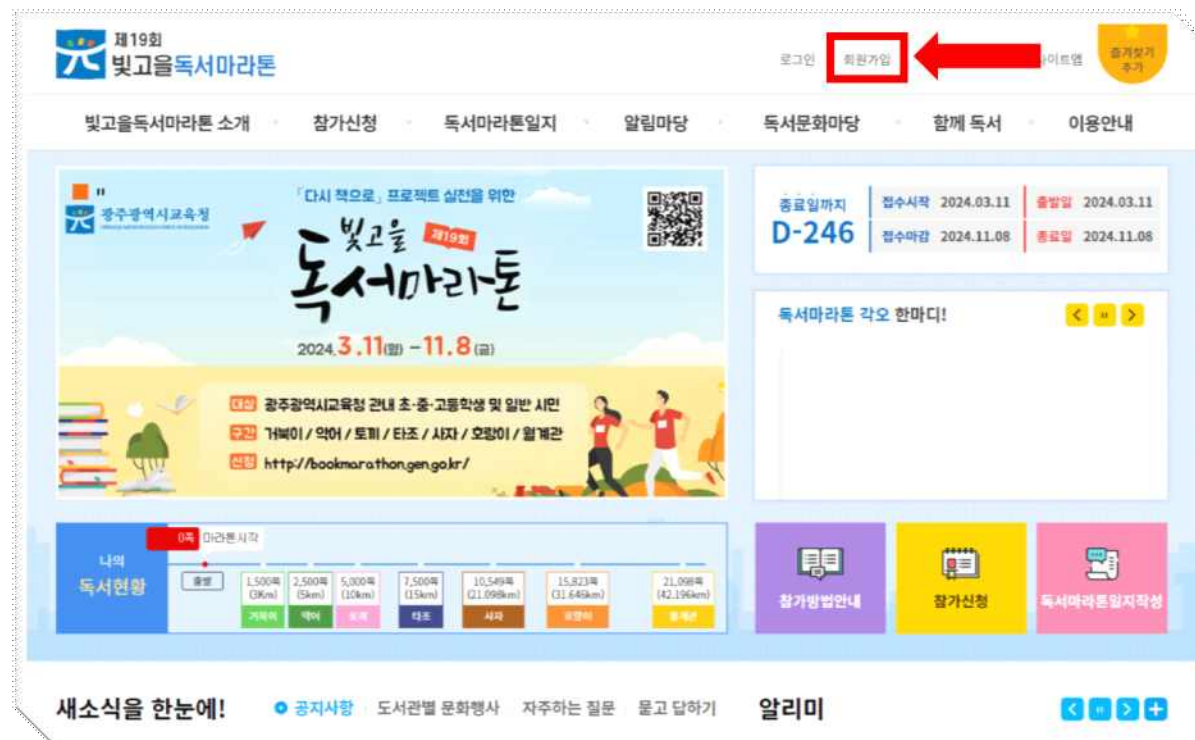 제19회
빛고을독서마라톤
로그인 회원가입 사이트맵 즐겨찾기
추가
빛고을독서마라톤 소개 참가신청 독서마라톤일지 알림마당 독서문화마당 함께 독서 이용안내
광주광역시교육청
「다시 책으로」 프로젝트 실천을 위한
빛고을 제19회
독서마라톤
2024. 3.11(월) - 11.8(금)
대상 광주광역시교육청 관내 초·중·고등학생 및 일반 시민
구간 거북이 / 악어 / 토끼 / 타조 / 사자 / 호랑이 / 월계관
신청 http://bookmarathon.gen.go.kr/
종료일까지
D-246
접수시작 2024.03.11 출발일 2024.03.11
접수마감 2024.11.08 종료일 2024.11.08
독서마라톤 각오 한마디!
나의
독서현황
0쪽 마라톤시작
출발
1,500쪽 2,500쪽 5,000쪽 7,500쪽 10,549쪽 15,823쪽 21,098쪽
(3Km) (5km) (10km) (15km) (21.098km) (31.646km) (42.196km)
거북이 악어 토끼 타조 사자 호랑이 월계관
참가방법안내 참가신청 독서마라톤일지작성
새소식을 한눈에! 공지사항 도서관별 문화행사 자주하는 질문 묻고 답하기 알리미